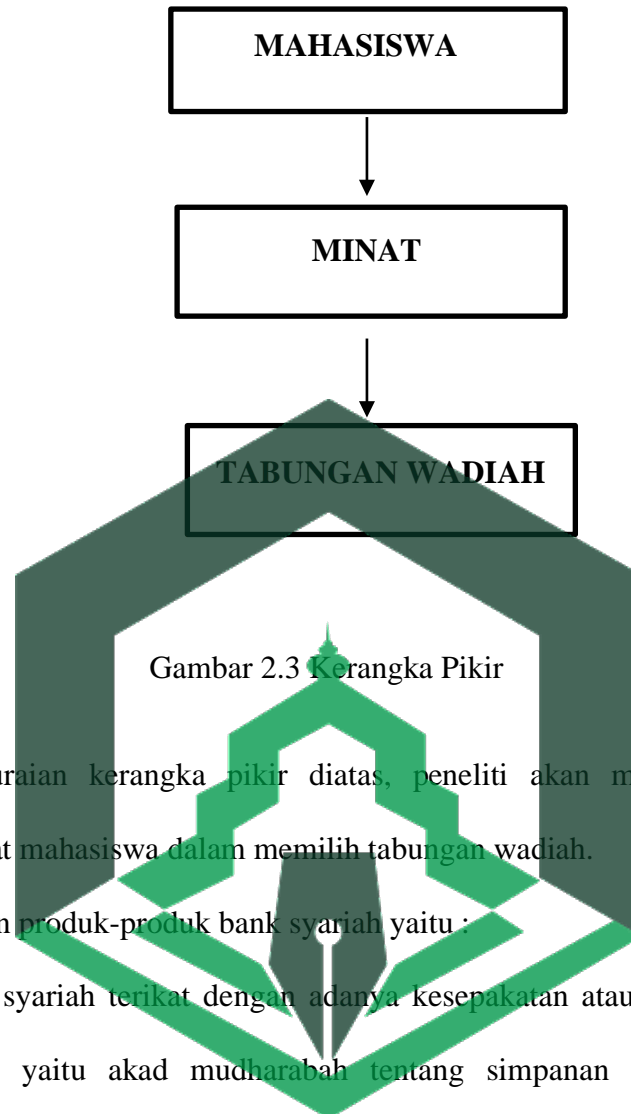 MAHASISWA
MINAT
TABUNGAN WADIAH
Gambar 2.3 Kerangka Pikir
uraian kerangka pikir diatas, peneliti akan m
at mahasiswa dalam memilih tabungan wadiah.
n produk-produk bank syariah yaitu :
syariah terikat dengan adanya kesepakatan atau
yaitu akad mudharabah tentang simpanan